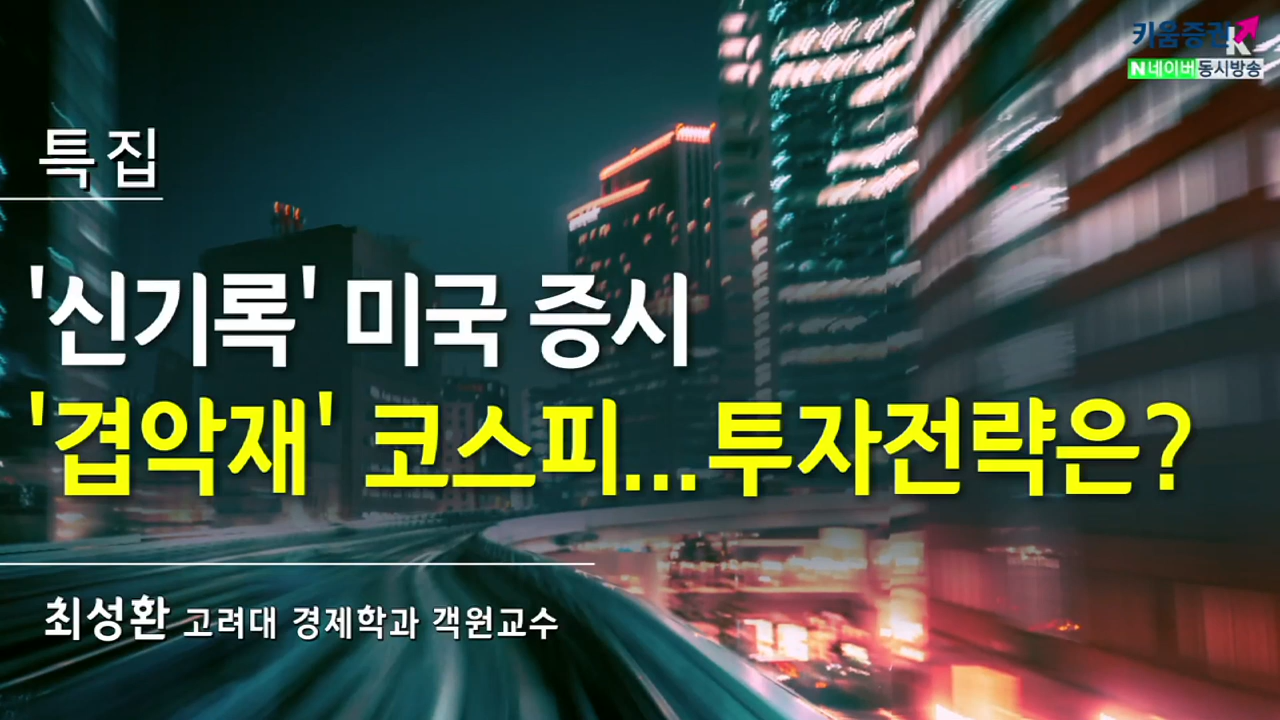 키움증권
N 네이버 동시방송
특집
'신기록' 미국 증시
'겹악재' 코스피... 투자전략은?
최성환 고려대 경제학과 객원교수